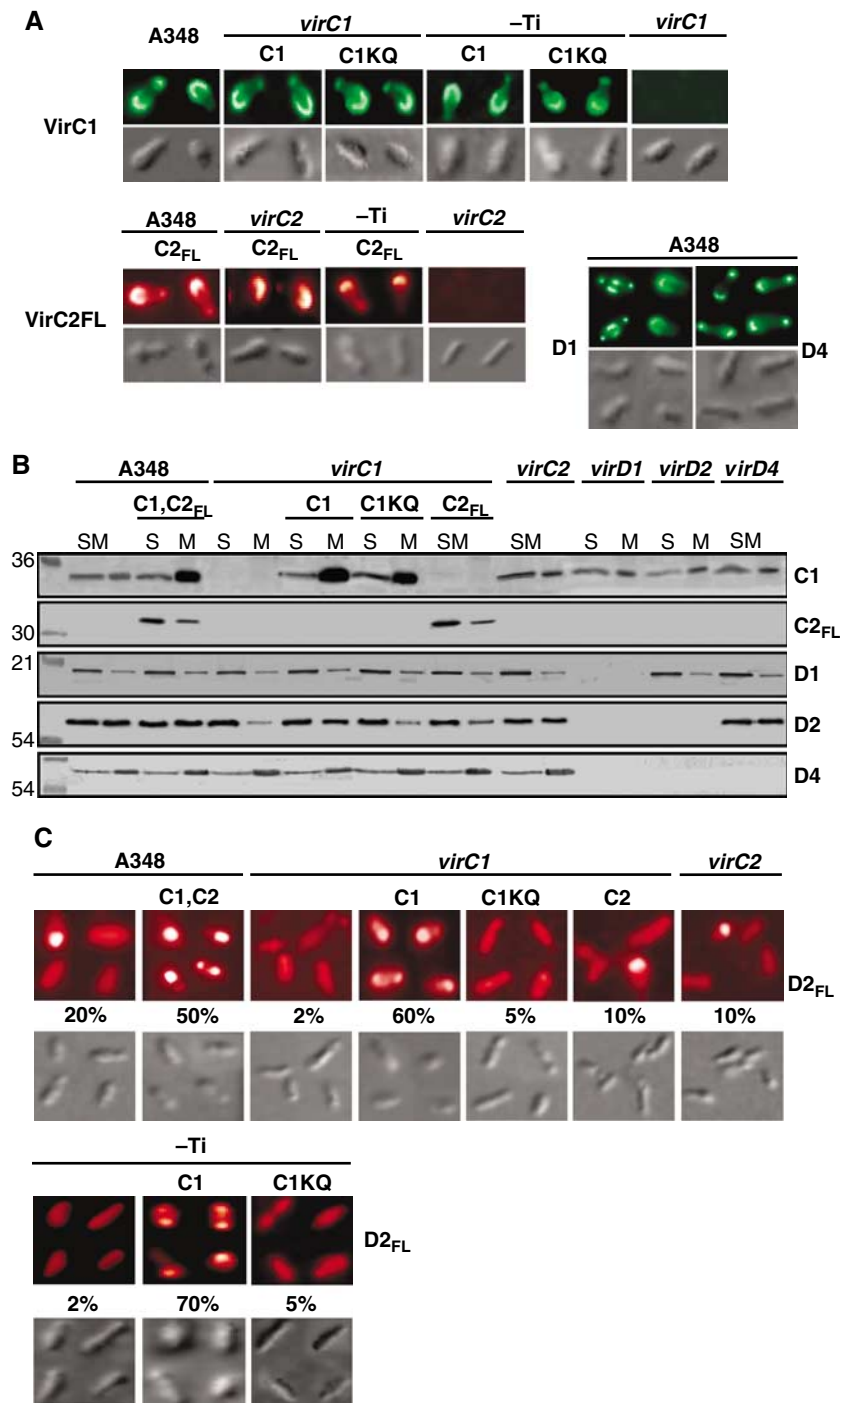 A
A348 virC1 –Ti virC1
C1 C1KQ C1 C1KQ
VirC1
A348 virC2 –Ti virC2
C2FL C2FL C2FL
VirC2FL
A348
D1
D4
B
A348 virC1 virC2 virD1 virD2 virD4
C1,C2FL C1 C1KQ C2FL
SM S M S M S M S M SM SM S M S M SM
36 C1
30 C2FL
21 D1
54 D2
54 D4
C
A348 virC1 virC2
C1,C2 C1 C1KQ C2
D2FL
20% 50% 2% 60% 5% 10% 10%
–Ti
C1 C1KQ
D2FL
2% 70% 5%